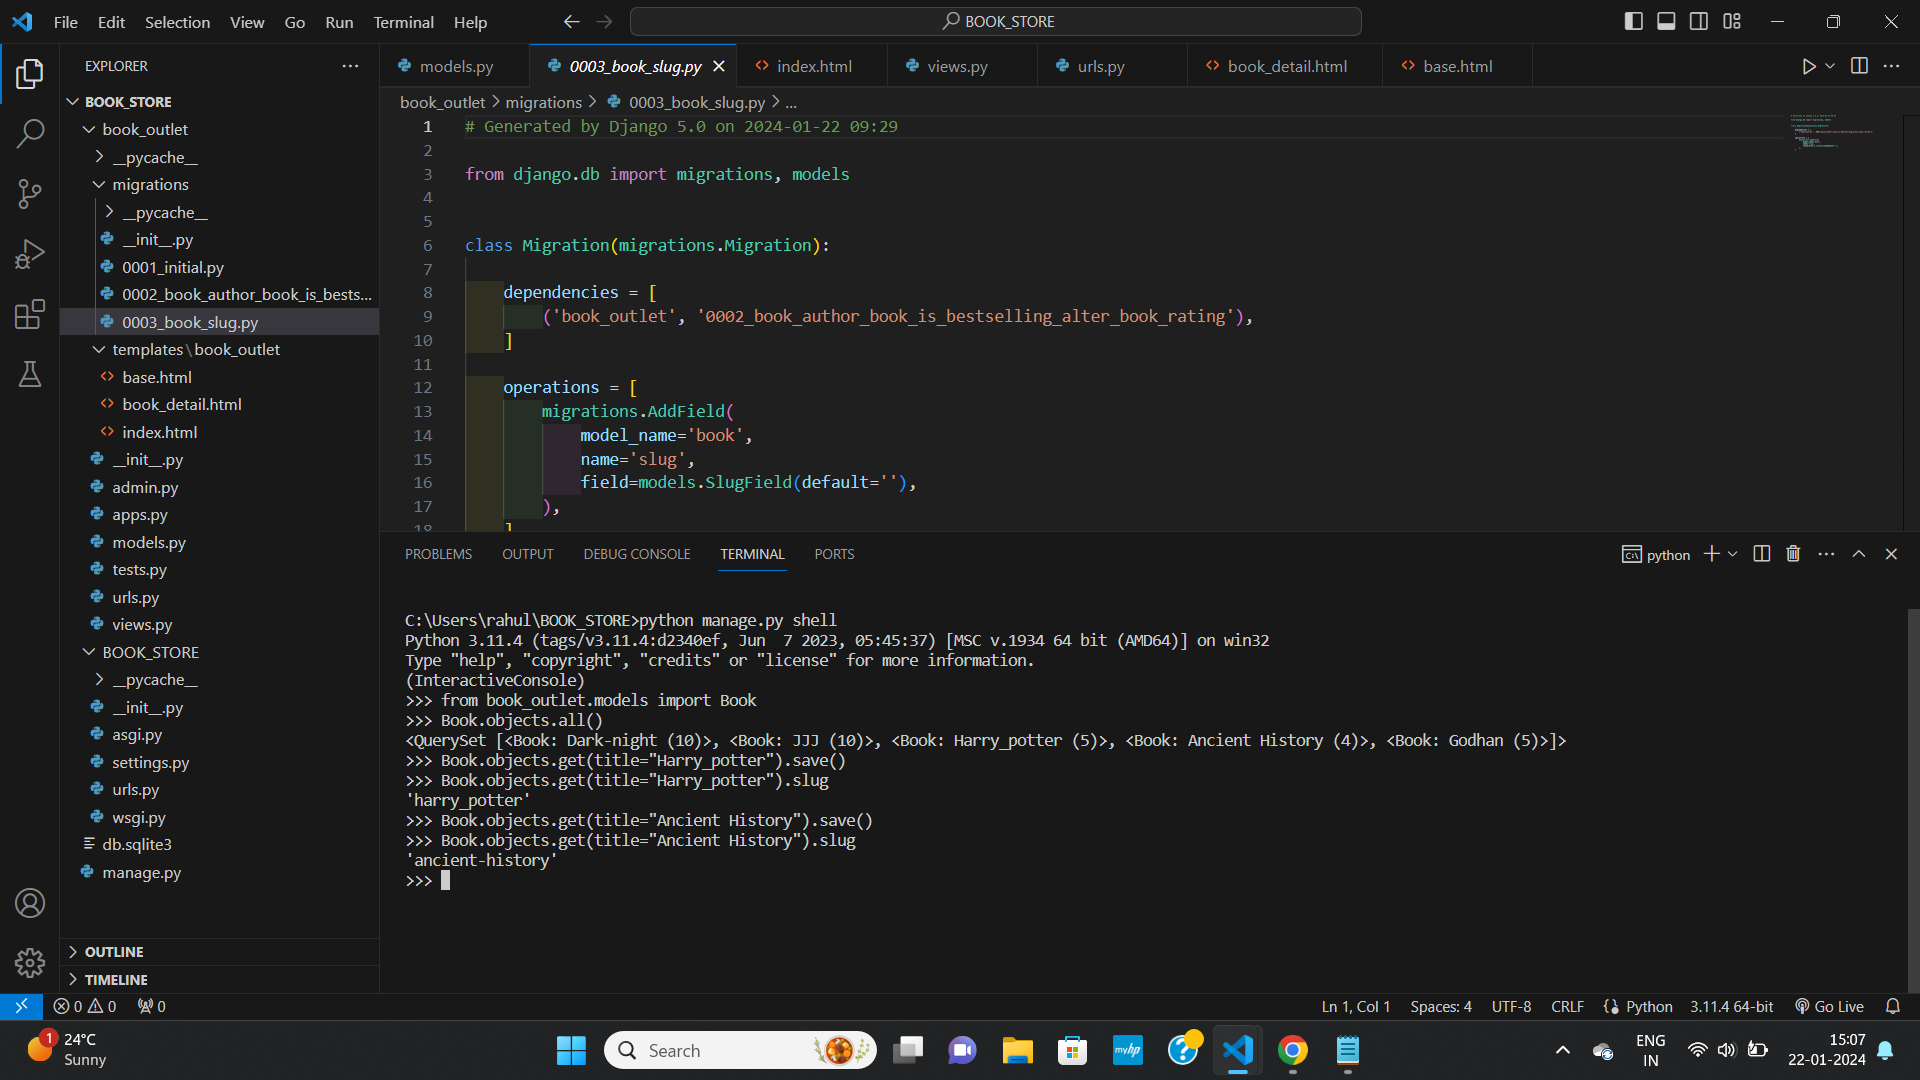 File Edit Selection View Go Run Terminal Help
BOOK_STORE
EXPLORER
BOOK_STORE
book_outlet
__pycache__
migrations
__pycache__
__init__.py
0001_initial.py
0002_book_author_book_is_bests...
0003_book_slug.py
templates\book_outlet
base.html
book_detail.html
index.html
__init__.py
admin.py
apps.py
models.py
tests.py
urls.py
views.py
BOOK_STORE
__pycache__
__init__.py
asgi.py
settings.py
urls.py
wsgi.py
db.sqlite3
manage.py
OUTLINE
TIMELINE
models.py 0003_book_slug.py index.html views.py urls.py book_detail.html base.html
book_outlet > migrations > 0003_book_slug.py > ...
1 # Generated by Django 5.0 on 2024-01-22 09:29
2
3 from django.db import migrations, models
4
5
6 class Migration(migrations.Migration):
7
8 dependencies = [
9 ('book_outlet', '0002_book_author_book_is_bestselling_alter_book_rating'),
10 ]
11
12 operations = [
13 migrations.AddField(
14 model_name='book',
15 name='slug',
16 field=models.SlugField(default=''),
17 ),
18 ]
PROBLEMS OUTPUT DEBUG CONSOLE TERMINAL PORTS
python
C:\Users\rahul\BOOK_STORE>python manage.py shell
Python 3.11.4 (tags/v3.11.4:d2340ef, Jun  7 2023, 05:45:37) [MSC v.1934 64 bit (AMD64)] on win32
Type "help", "copyright", "credits" or "license" for more information.
(InteractiveConsole)
>>> from book_outlet.models import Book
>>> Book.objects.all()
<QuerySet [<Book: Dark-night (10)>, <Book: JJJ (10)>, <Book: Harry_potter (5)>, <Book: Ancient History (4)>, <Book: Godhan (5)>]>
>>> Book.objects.get(title="Harry_potter").save()
>>> Book.objects.get(title="Harry_potter").slug
'harry_potter'
>>> Book.objects.get(title="Ancient History").save()
>>> Book.objects.get(title="Ancient History").slug
'ancient-history'
>>>
0 0 0
Ln 1, Col 1 Spaces: 4 UTF-8 CRLF Python 3.11.4 64-bit Go Live
1
24°C
Sunny
Search
myhp
ENG
IN
15:07
22-01-2024